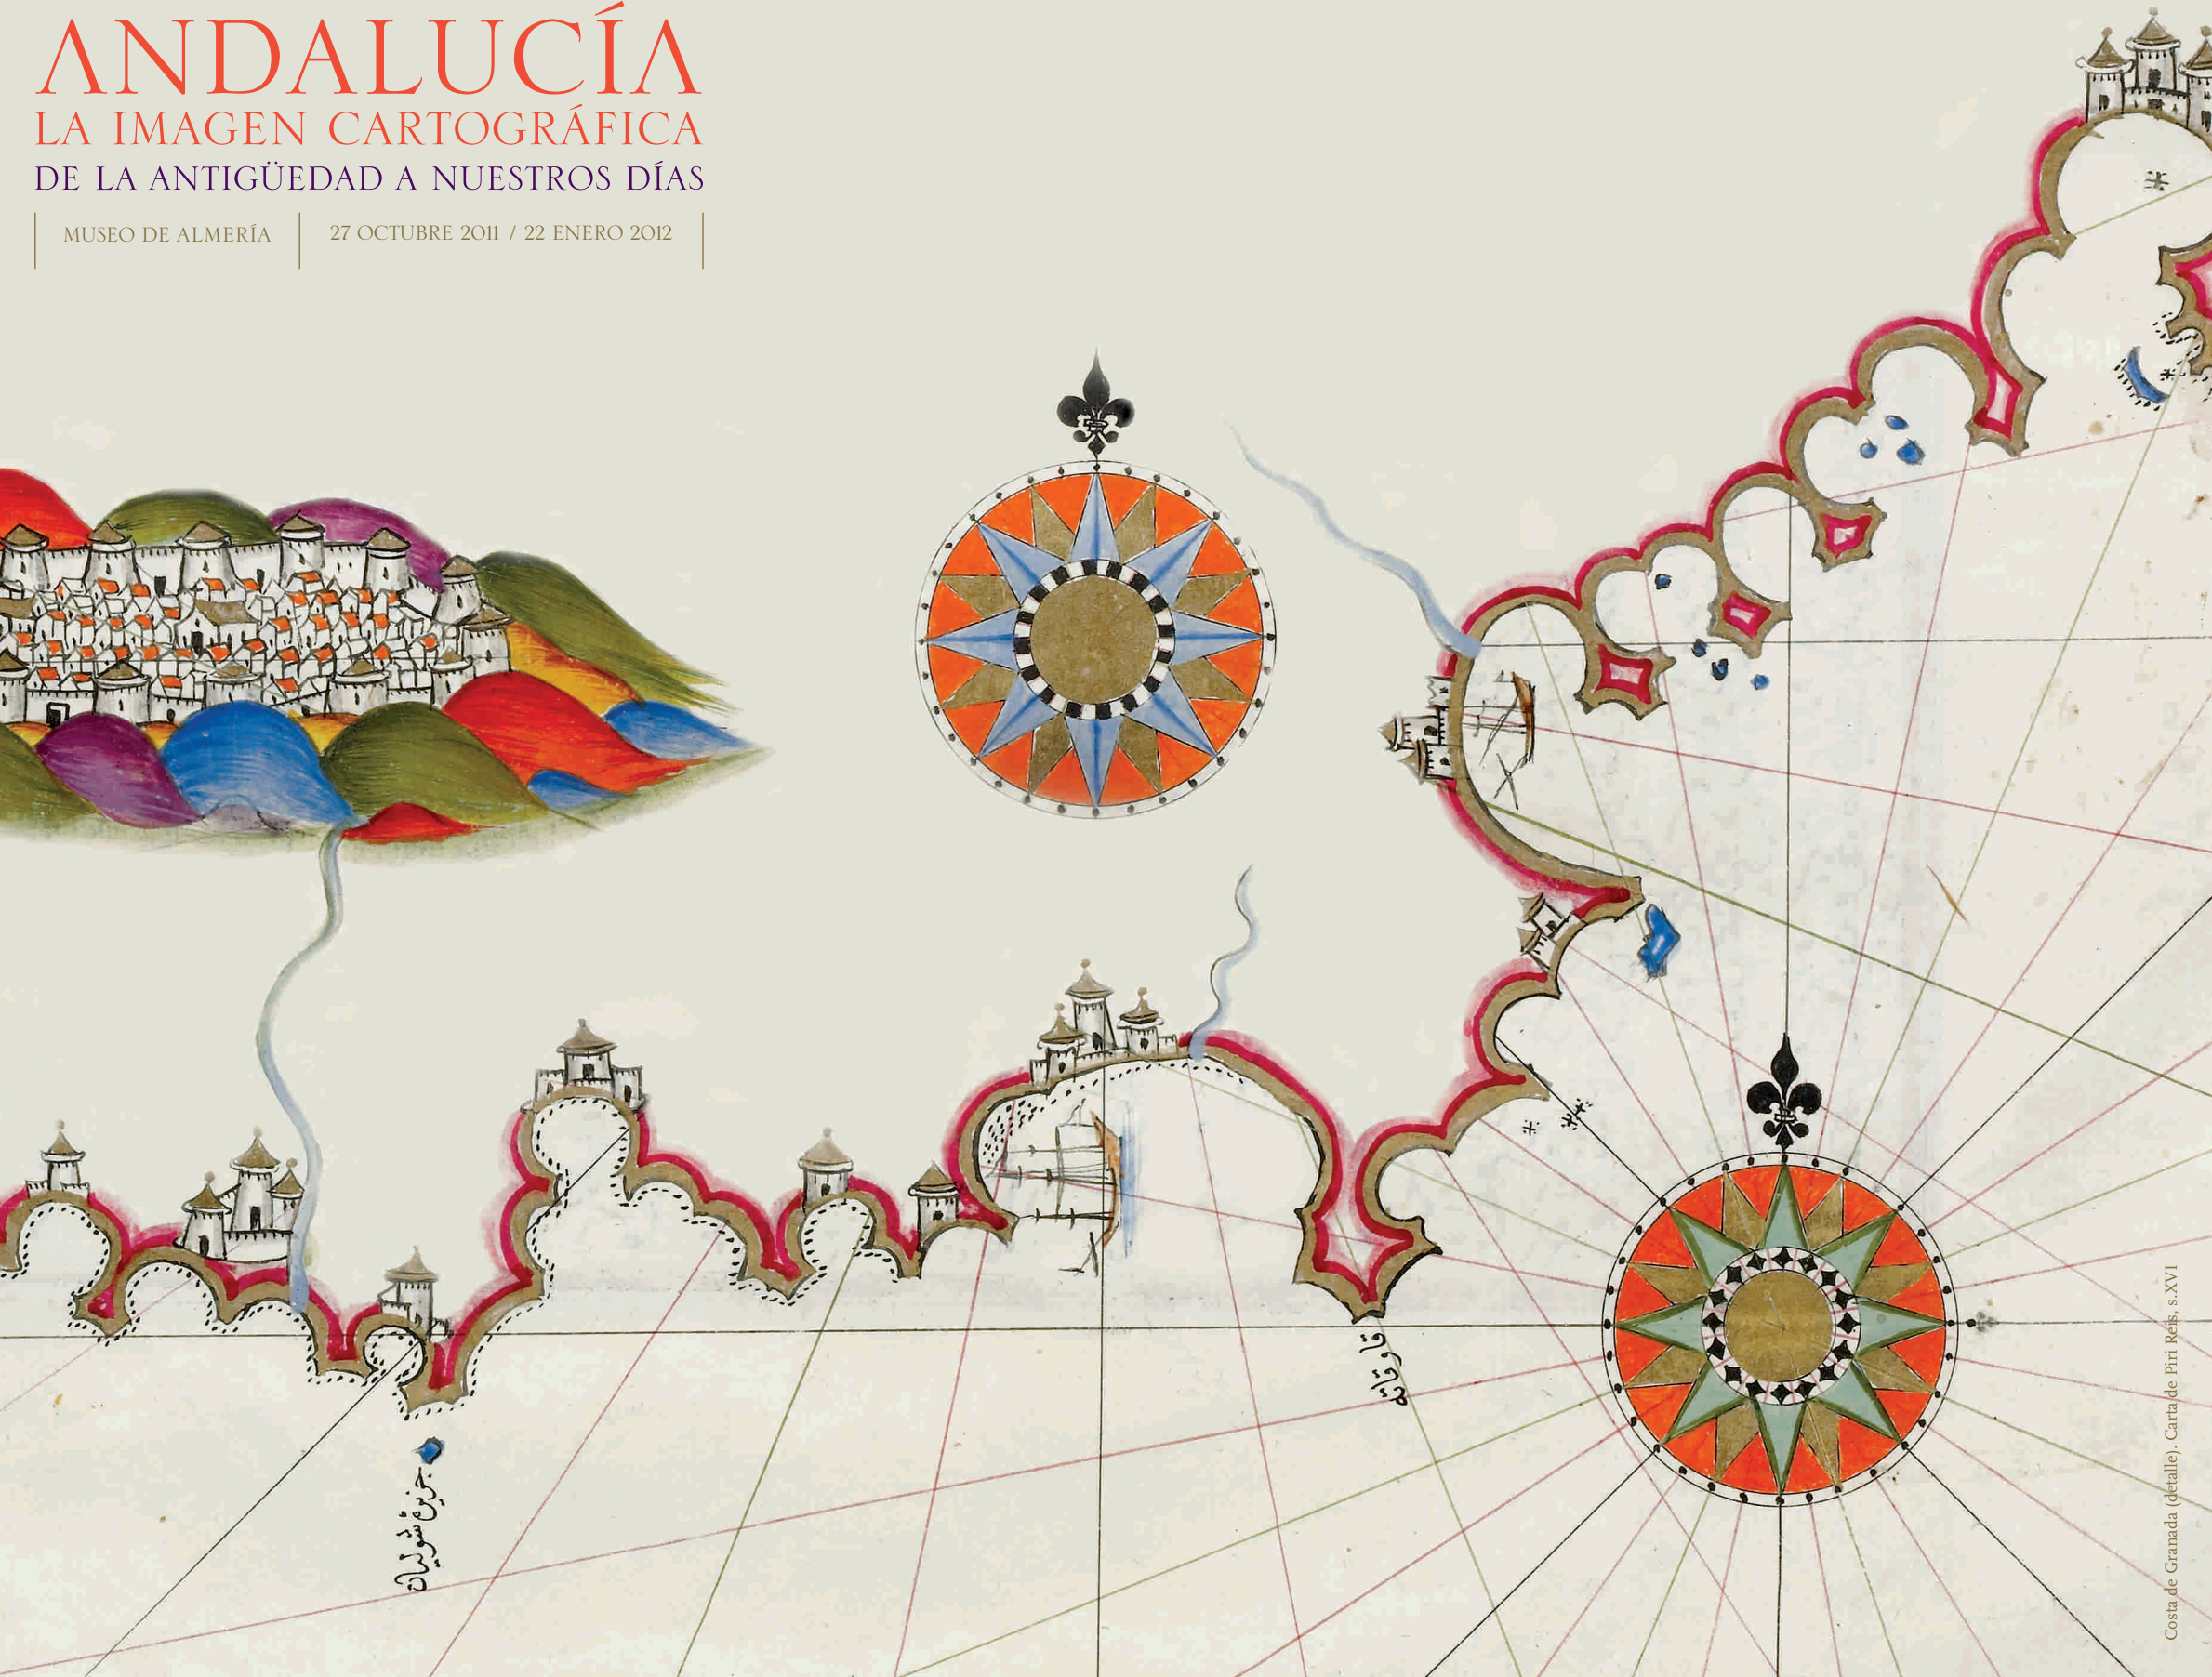 ANDALUCÍA
LA IMAGEN CARTOGRÁFICA
DE LA ANTIGÜEDAD A NUESTROS DÍAS
MUSEO DE ALMERÍA
27 OCTUBRE 2011 / 22 ENERO 2012
Costa de Granada (detalle). Carta de Piri Reis, s.XVI